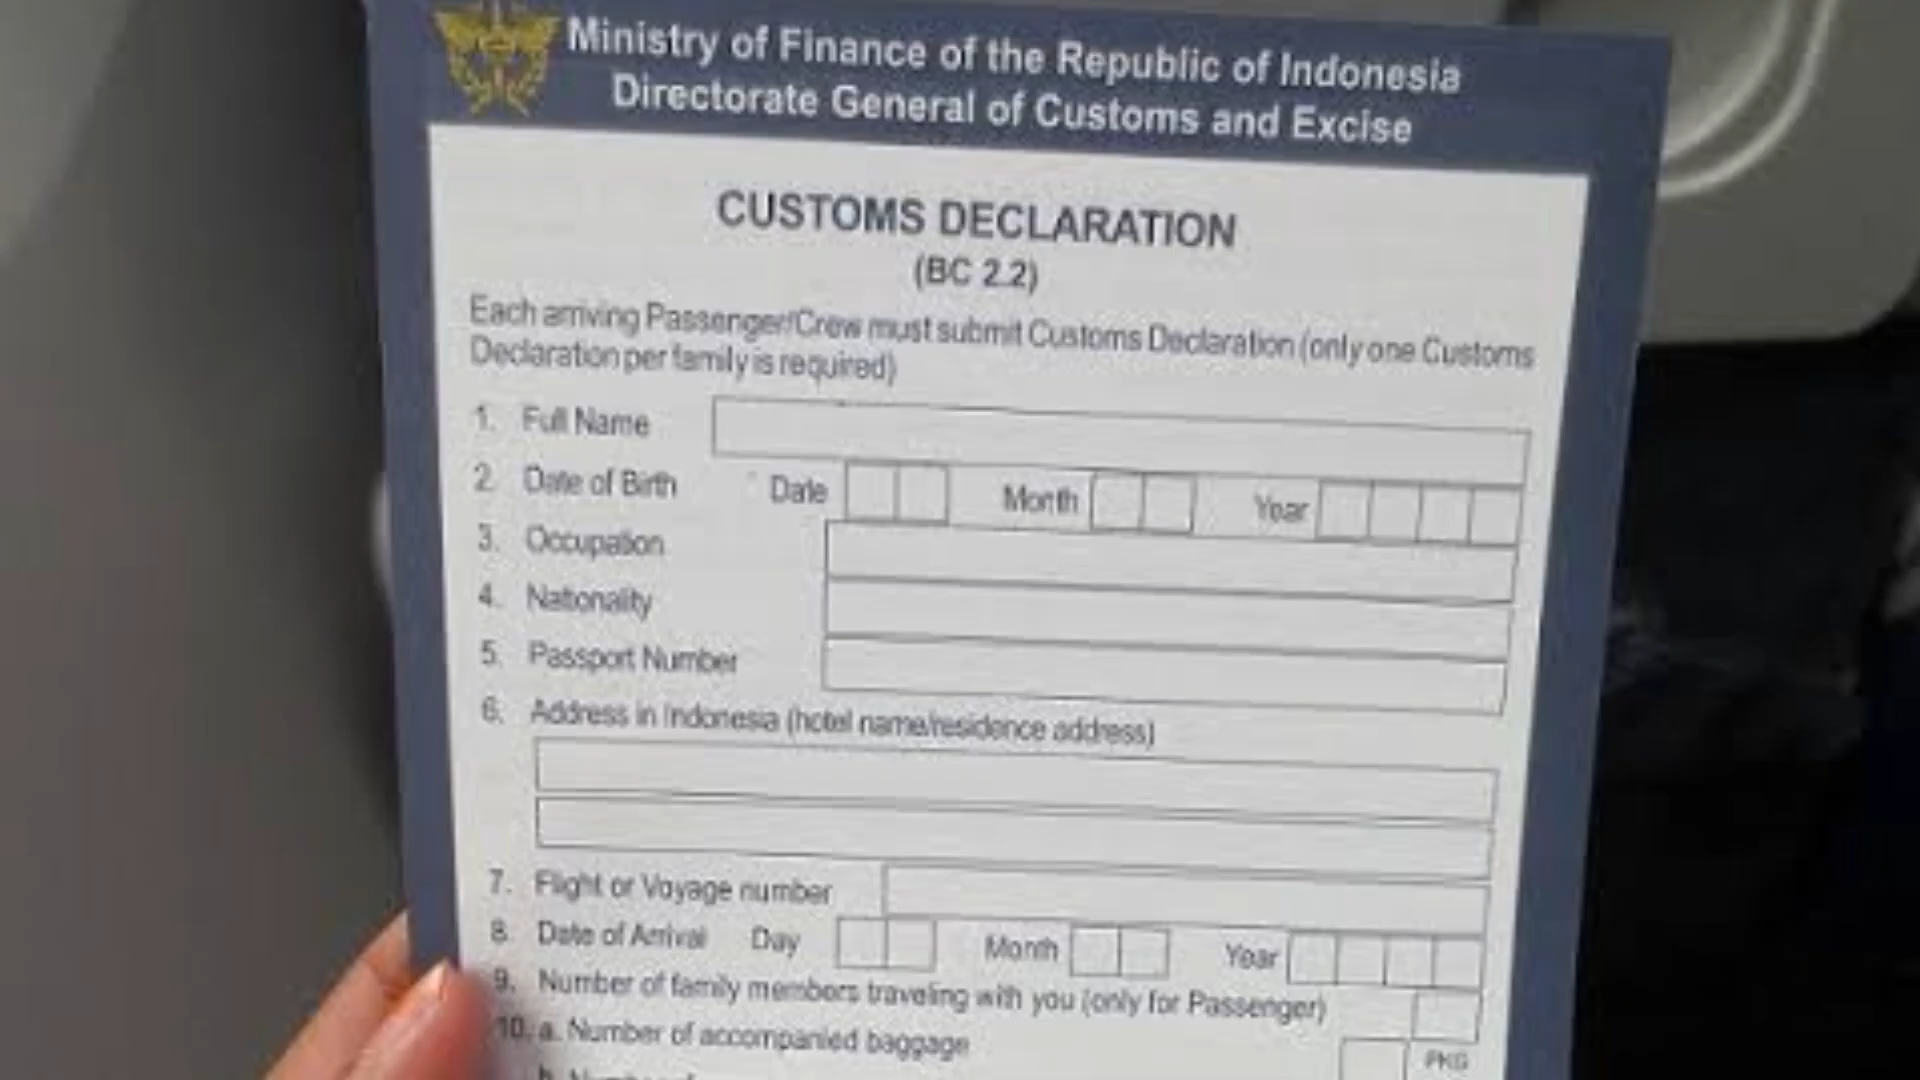 Ministry of Finance of the Republic of Indonesia
Directorate General of Customs and Excise
CUSTOMS DECLARATION
(BC 2.2)
Each arriving Passenger/Crew must submit Customs Declaration (only one Customs
Declaration per family is required)
1. Full Name
2. Date of Birth Date Month Year
3. Occupation
4. Nationality
5. Passport Number
6. Address in Indonesia (hotel name/residence address)
7. Flight or Voyage number
8. Date of Arrival Day Month Year
9. Number of family members traveling with you (only for Passenger)
10. a. Number of accompanied baggage PKG